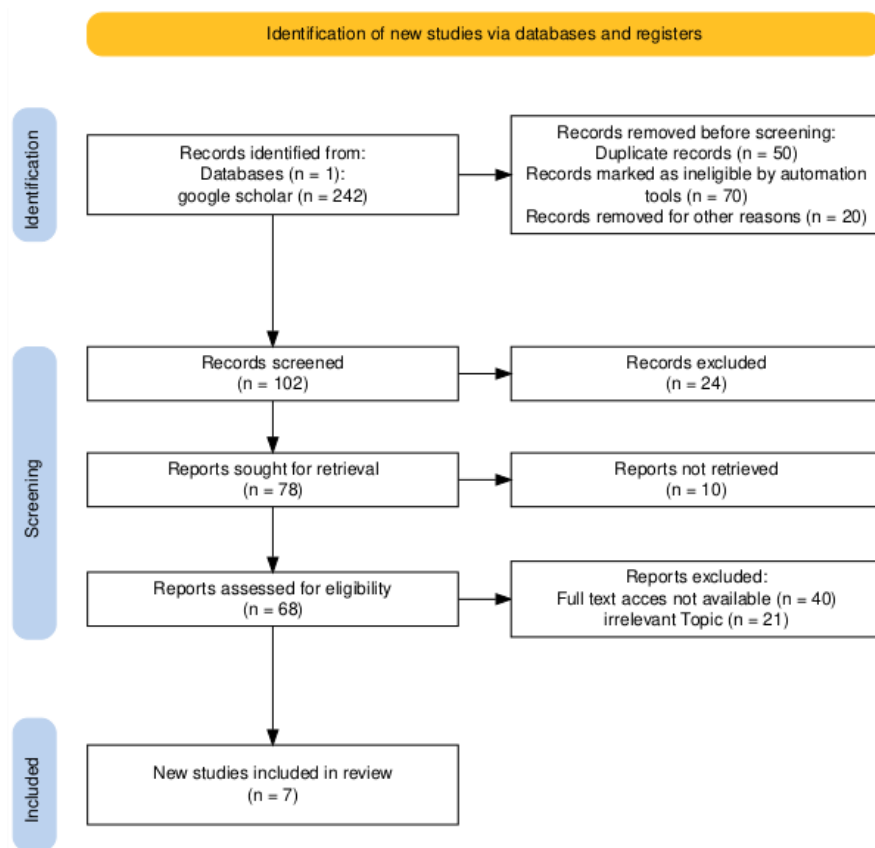 Identification of new studies via databases and registers
Identification
Records identified from:
Databases (n = 1):
google scholar (n = 242)
Records removed before screening:
Duplicate records (n = 50)
Records marked as ineligible by automation
tools (n = 70)
Records removed for other reasons (n = 20)
Screening
Records screened
(n = 102)
Records excluded
(n = 24)
Reports sought for retrieval
(n = 78)
Reports not retrieved
(n = 10)
Reports assessed for eligibility
(n = 68)
Reports excluded:
Full text acces not available (n = 40)
irrelevant Topic (n = 21)
Included
New studies included in review
(n = 7)